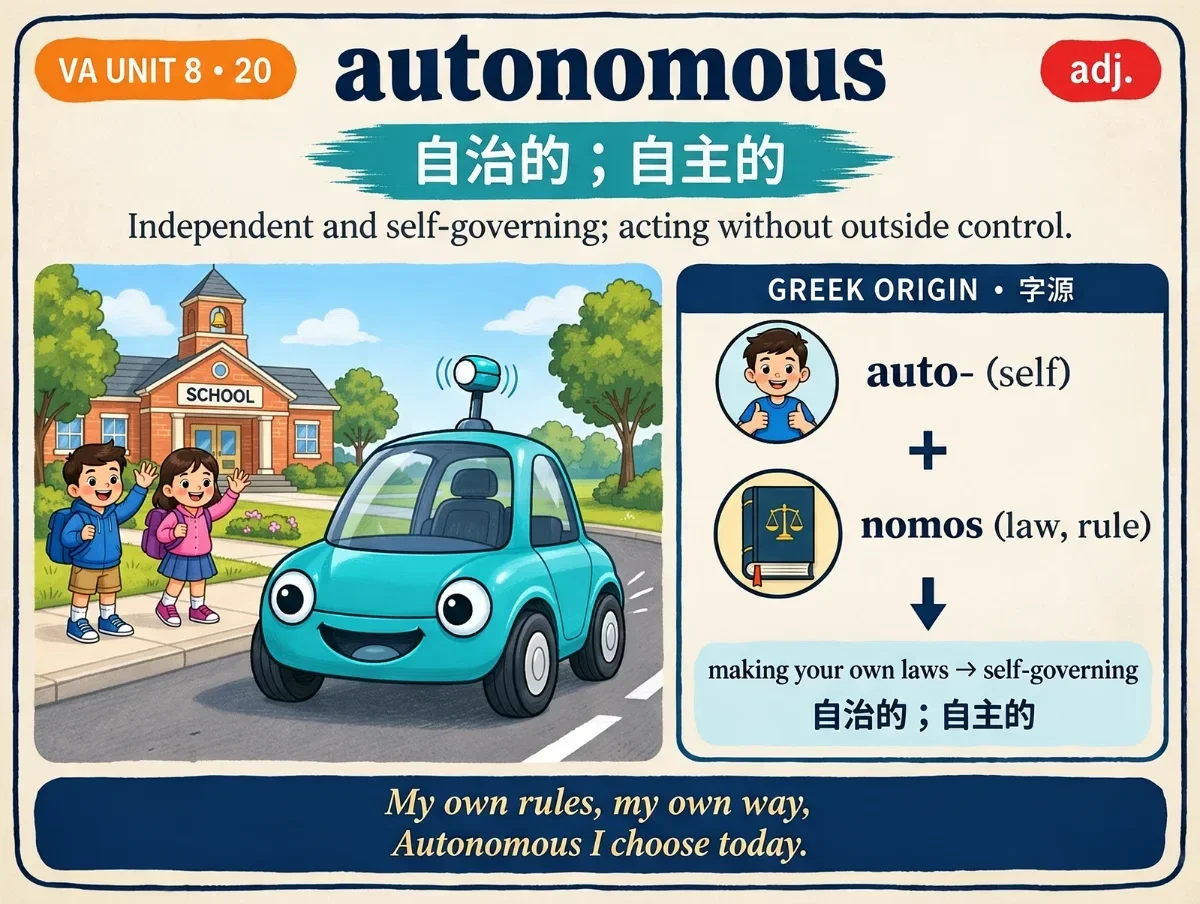 VA UNIT 8 • 20
autonomous
adj.
自治的；自主的
Independent and self-governing; acting without outside control.
SCHOOL
GREEK ORIGIN • 字源
auto- (self)
+
nomos (law, rule)
making your own laws → self-governing
自治的；自主的
My own rules, my own way,
Autonomous I choose today.